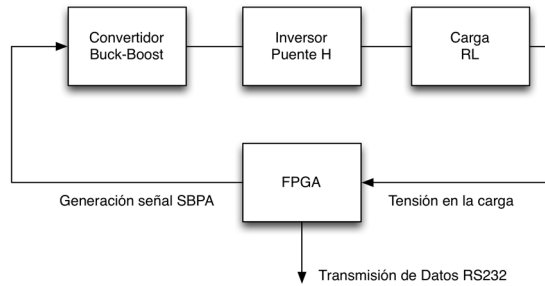 Convertidor
Buck-Boost
Inversor
Puente H
Carga
RL
FPGA
Generación señal SBPA
Tensión en la carga
Transmisión de Datos RS232